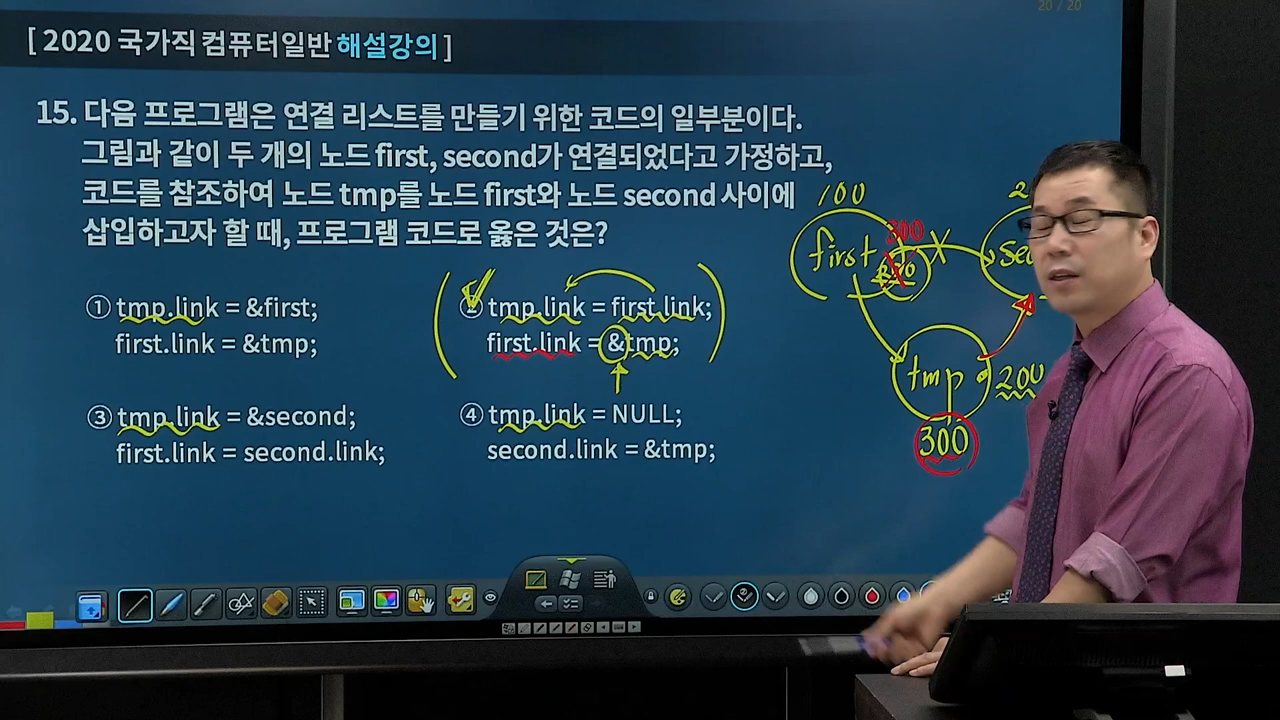 20 / 20
[ 2020 국가직 컴퓨터일반 해설강의 ]
15. 다음 프로그램은 연결 리스트를 만들기 위한 코드의 일부분이다.
그림과 같이 두 개의 노드 first, second가 연결되었다고 가정하고,
코드를 참조하여 노드 tmp를 노드 first와 노드 second 사이에
삽입하고자 할 때, 프로그램 코드로 옳은 것은?
① tmp.link = &first;
first.link = &tmp;
② tmp.link = first.link;
first.link = &tmp;
③ tmp.link = &second;
first.link = second.link;
④ tmp.link = NULL;
second.link = &tmp;
100
2
300
first
200
sec
tmp
200
300